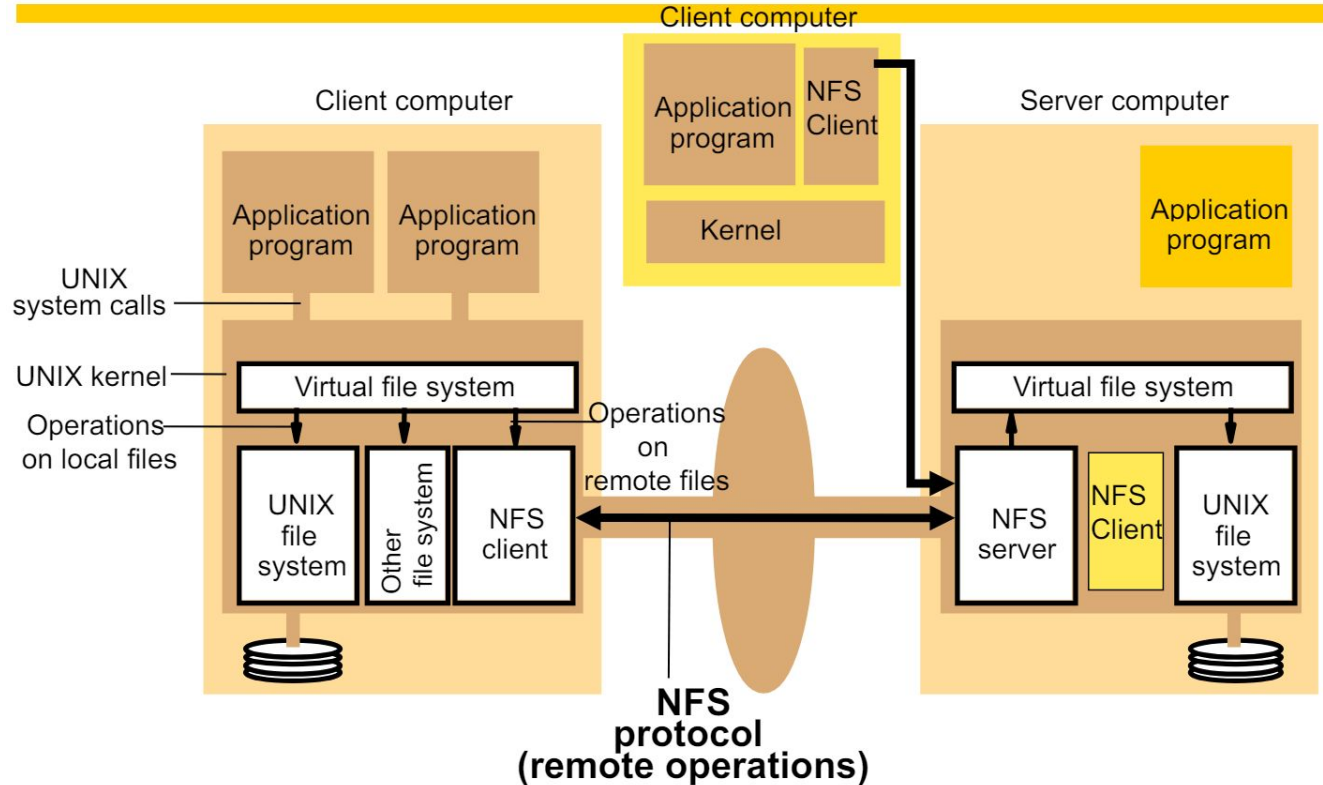 Client computer
Client computer
Server computer
Application
program
NFS
Client
Kernel
Application
program
Application
program
Application
program
UNIX
system calls
UNIX kernel
Virtual file system
Virtual file system
Operations
on local files
Operations
on
remote files
UNIX
file
system
Other
file system
NFS
client
NFS
server
NFS
Client
UNIX
file
system
NFS
protocol
(remote operations)